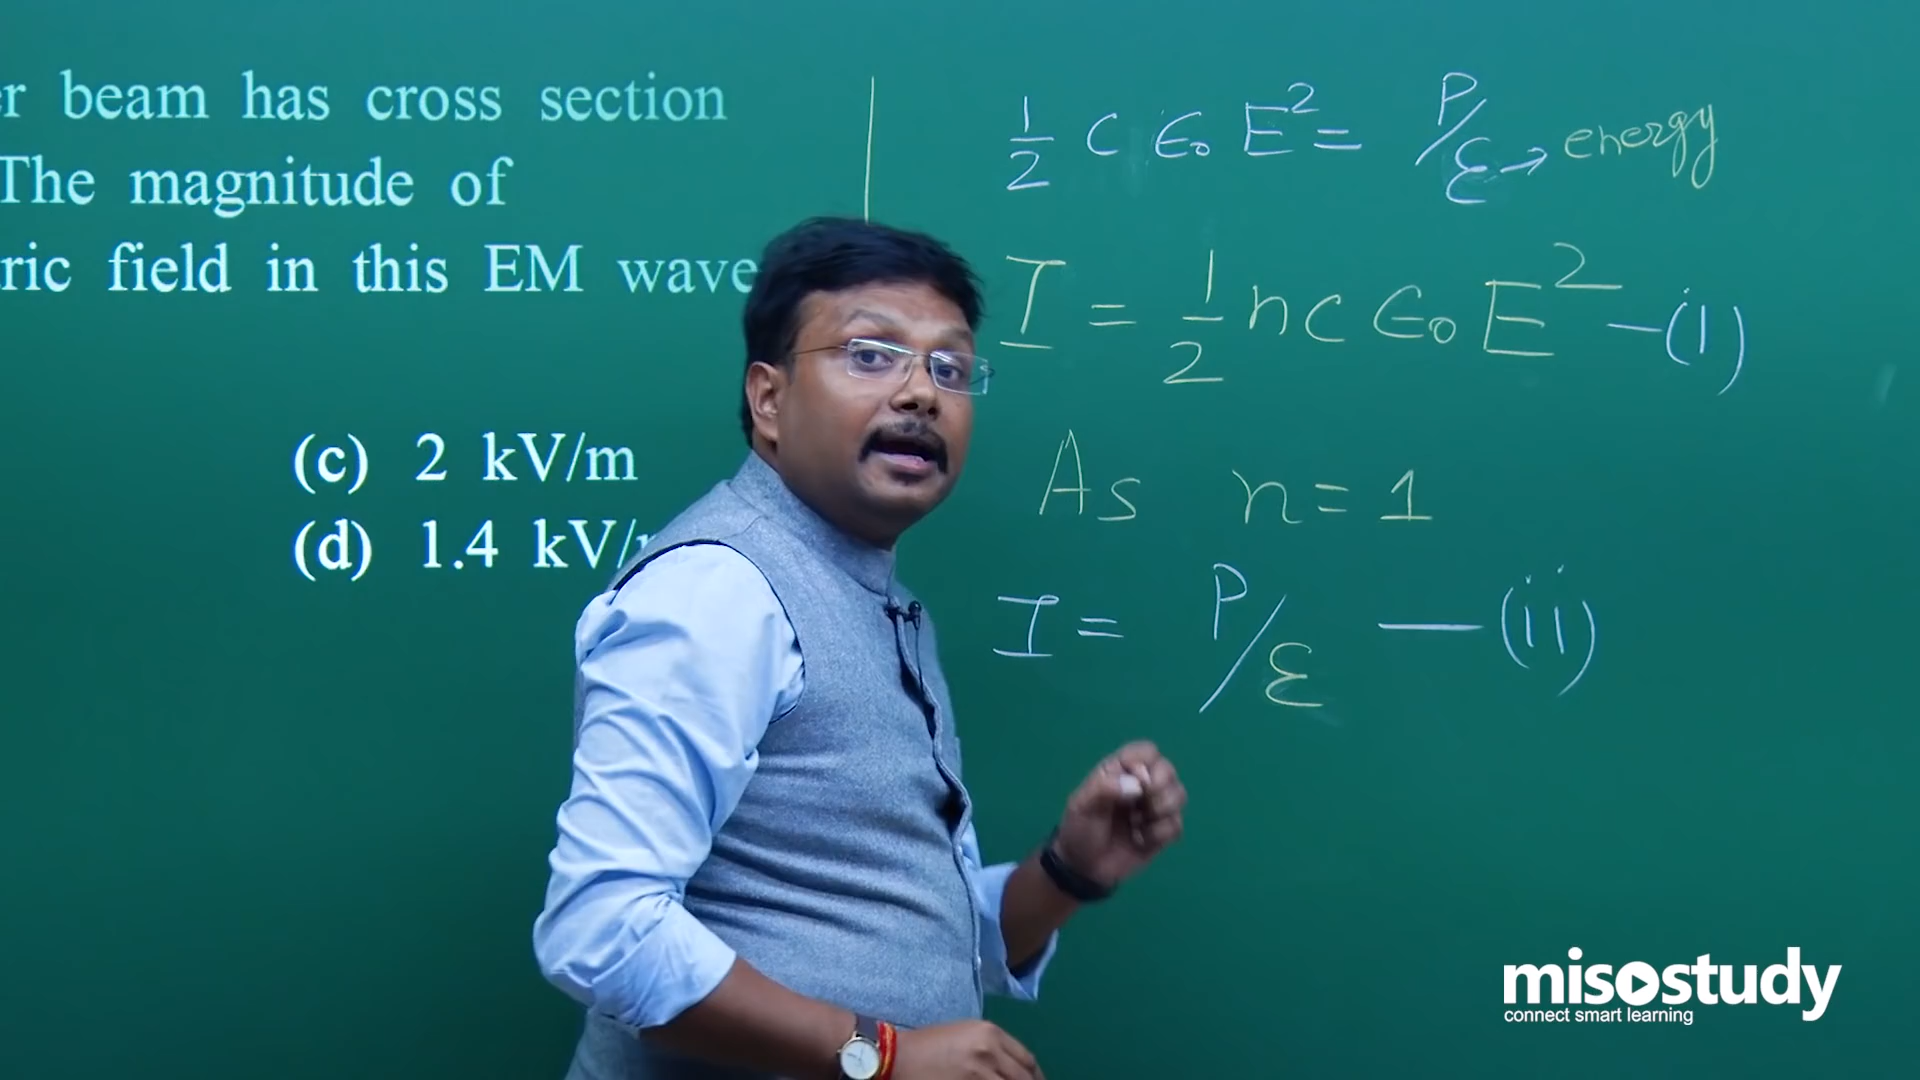 er beam has cross section
The magnitude of
ric field in this EM wave
(c) 2 kV/m
(d) 1.4 kV/
1/2 c ϵ₀ E² = P/ℰ → energy
I = 1/2 n c ϵ₀ E² —(i)
As n = 1
I = P/ℰ — (ii)
misostudy
connect smart learning